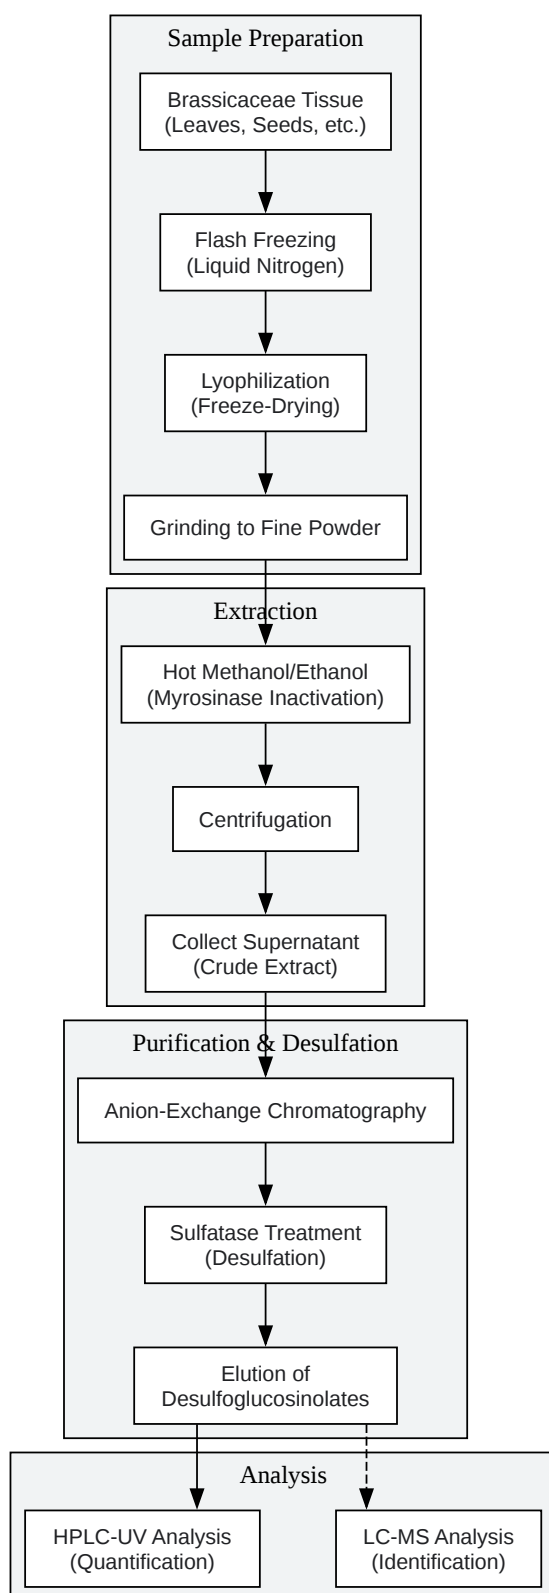 Sample Preparation
Brassicaceae Tissue
(Leaves, Seeds, etc.)
Flash Freezing
(Liquid Nitrogen)
Lyophilization
(Freeze-Drying)
Grinding to Fine Powder
Extraction
Hot Methanol/Ethanol
(Myrosinase Inactivation)
Centrifugation
Collect Supernatant
(Crude Extract)
Purification & Desulfation
Anion-Exchange Chromatography
Sulfatase Treatment
(Desulfation)
Elution of
Desulfoglucosinolates
Analysis
HPLC-UV Analysis
(Quantification)
LC-MS Analysis
(Identification)